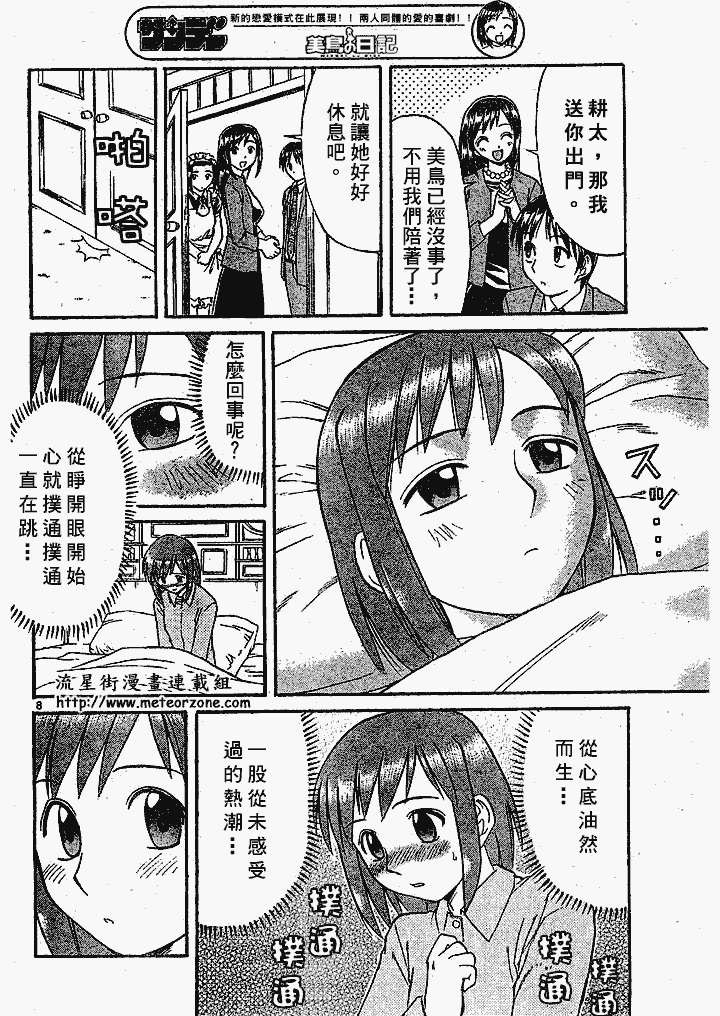 サンデー
新的戀愛模式在此展現！！兩人同體的愛的喜劇！！
美鳥の日記
耕太，那我
送你出門。
美鳥已經沒事了，
不用我們陪著了…
就讓她好好
休息吧。
啪
嗒
ズッ…
怎麼回事呢？
從睜開眼開始
心就撲通撲通
一直在跳…
流星街漫畫連載組
http://www.meteorzone.com
8
從心底油然
而生…
一股從未感受
過的熱潮…
撲通
撲通
撲通
撲通